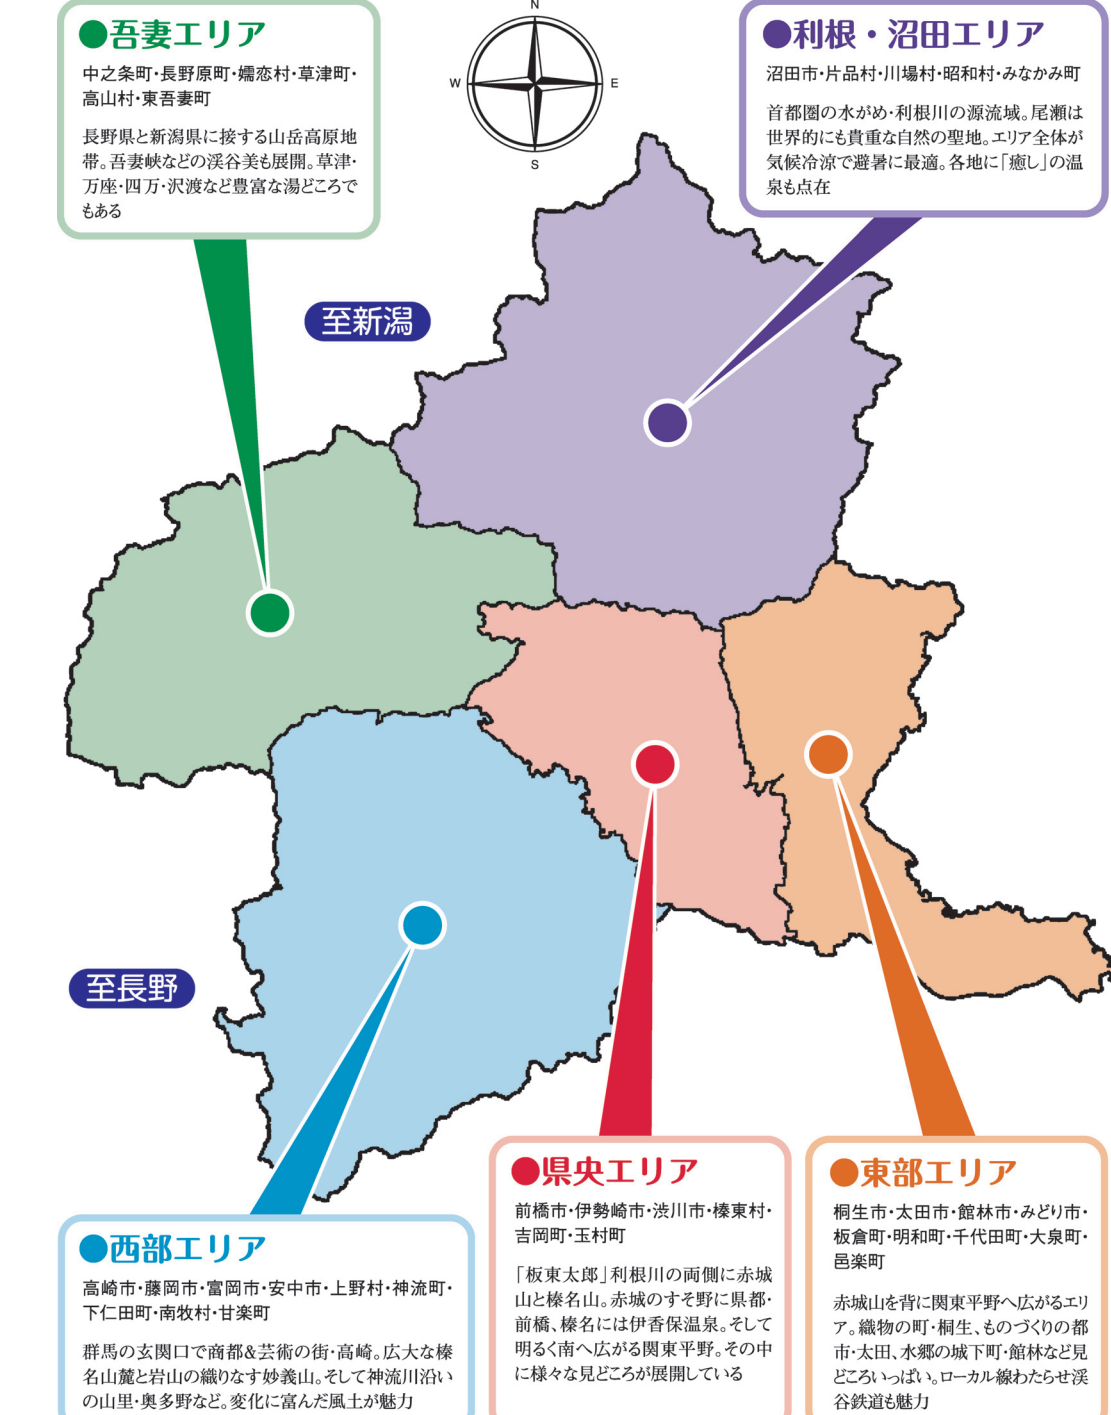 ●吾妻エリア
中之条町・長野原町・嬬恋村・草津町・
高山村・東吾妻町
長野県と新潟県に接する山岳高原地
帯。吾妻峡などの渓谷美も展開。草津・
万座・四万・沢渡など豊富な湯どころで
もある
N
W
E
S
●利根・沼田エリア
沼田市・片品村・川場村・昭和村・みなかみ町
首都圏の水がめ・利根川の源流域。尾瀬は
世界的にも貴重な自然の聖地。エリア全体が
気候冷涼で避暑に最適。各地に「癒し」の温
泉も点在
至新潟
至長野
●西部エリア
高崎市・藤岡市・富岡市・安中市・上野村・神流町・
下仁田町・南牧村・甘楽町
群馬の玄関口で商都&芸術の街・高崎。広大な榛
名山麓と岩山の織りなす妙義山。そして神流川沿い
の山里・奥多野など。変化に富んだ風土が魅力
●県央エリア
前橋市・伊勢崎市・渋川市・榛東村・
吉岡町・玉村町
「板東太郎」利根川の両側に赤城
山と榛名山。赤城のすそ野に県都・
前橋、榛名には伊香保温泉。そして
明るく南へ広がる関東平野。その中
に様々な見どころが展開している
●東部エリア
桐生市・太田市・館林市・みどり市・
板倉町・明和町・千代田町・大泉町・
邑楽町
赤城山を背に関東平野へ広がるエリ
ア。織物の町・桐生、ものづくりの都
市・太田、水郷の城下町・館林など見
どころいっぱい。ローカル線わたらせ渓
谷鉄道も魅力